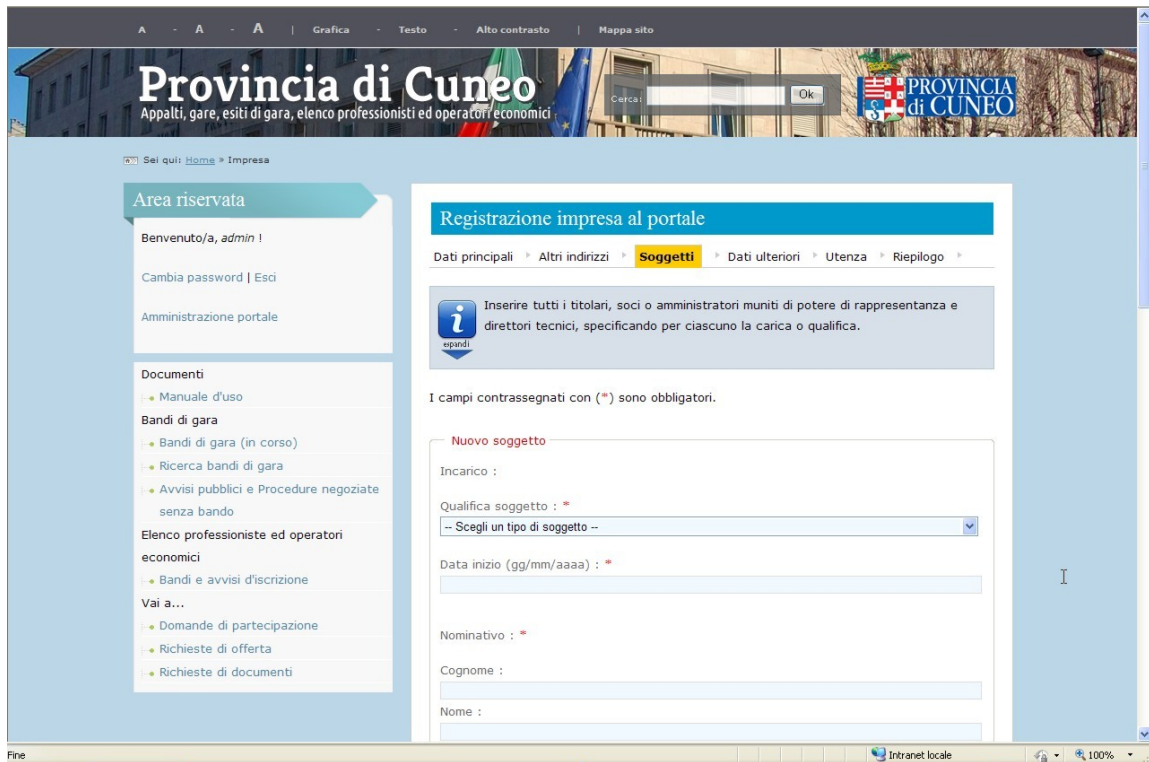 A - A - A | Grafica - Testo - Alto contrasto | Mappa sito
Provincia di Cuneo
Appalti, gare, esiti di gara, elenco professionisti ed operatori economici
Cerca:
Ok
PROVINCIA
di CUNEO
Sei qui: Home » Impresa
Area riservata
Benvenuto/a, admin !
Cambia password | Esci
Amministrazione portale
Documenti
Manuale d'uso
Bandi di gara
Bandi di gara (in corso)
Ricerca bandi di gara
Avvisi pubblici e Procedure negoziate
senza bando
Elenco professioniste ed operatori
economici
Bandi e avvisi d'iscrizione
Vai a...
Domande di partecipazione
Richieste di offerta
Richieste di documenti
Registrazione impresa al portale
Dati principali Altri indirizzi Soggetti Dati ulteriori Utenza Riepilogo
Inserire tutti i titolari, soci o amministratori muniti di potere di rappresentanza e
direttori tecnici, specificando per ciascuno la carica o qualifica.
espandi
I campi contrassegnati con (*) sono obbligatori.
Nuovo soggetto
Incarico :
Qualifica soggetto : *
-- Scegli un tipo di soggetto --
Data inizio (gg/mm/aaaa) : *
Nominativo : *
Cognome :
Nome :
Fine
Intranet locale
100%